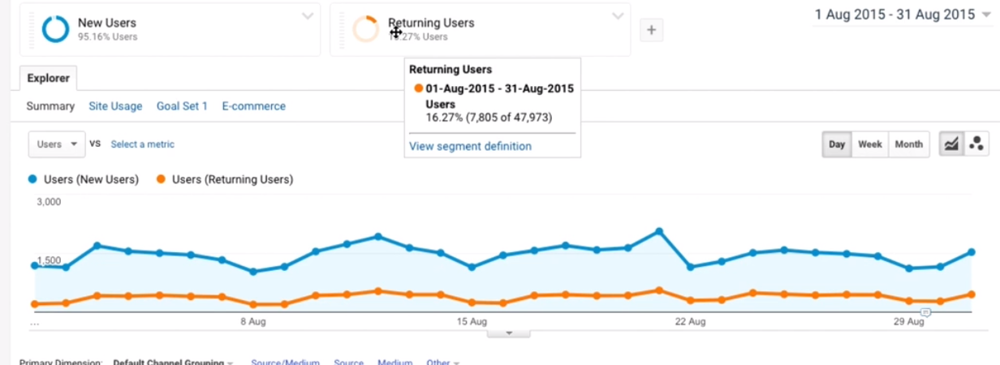 New Users
95.16% Users
Returning Users
27% Users
+
1 Aug 2015 - 31 Aug 2015
Returning Users
01-Aug-2015 - 31-Aug-2015
Users
16.27% (7,805 of 47,973)
View segment definition
Explorer
Summary Site Usage Goal Set 1 E-commerce
Users VS Select a metric
Day Week Month
Users (New Users) Users (Returning Users)
3,000
1,500
... 8 Aug 15 Aug 22 Aug 29 Aug
Primary Dimension: Default Channel Grouping Source/Medium Source Medium Other